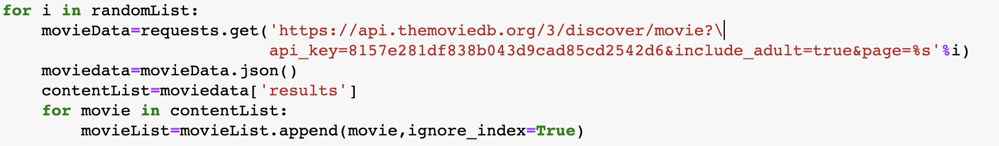 for i in randomList:
    movieData=requests.get('https://api.themoviedb.org/3/discover/movie?\
                           api_key=8157e281df838b043d9cad85cd2542d6&include_adult=true&page=%s'%i)
    moviedata=movieData.json()
    contentList=moviedata['results']
    for movie in contentList:
        movieList=movieList.append(movie,ignore_index=True)